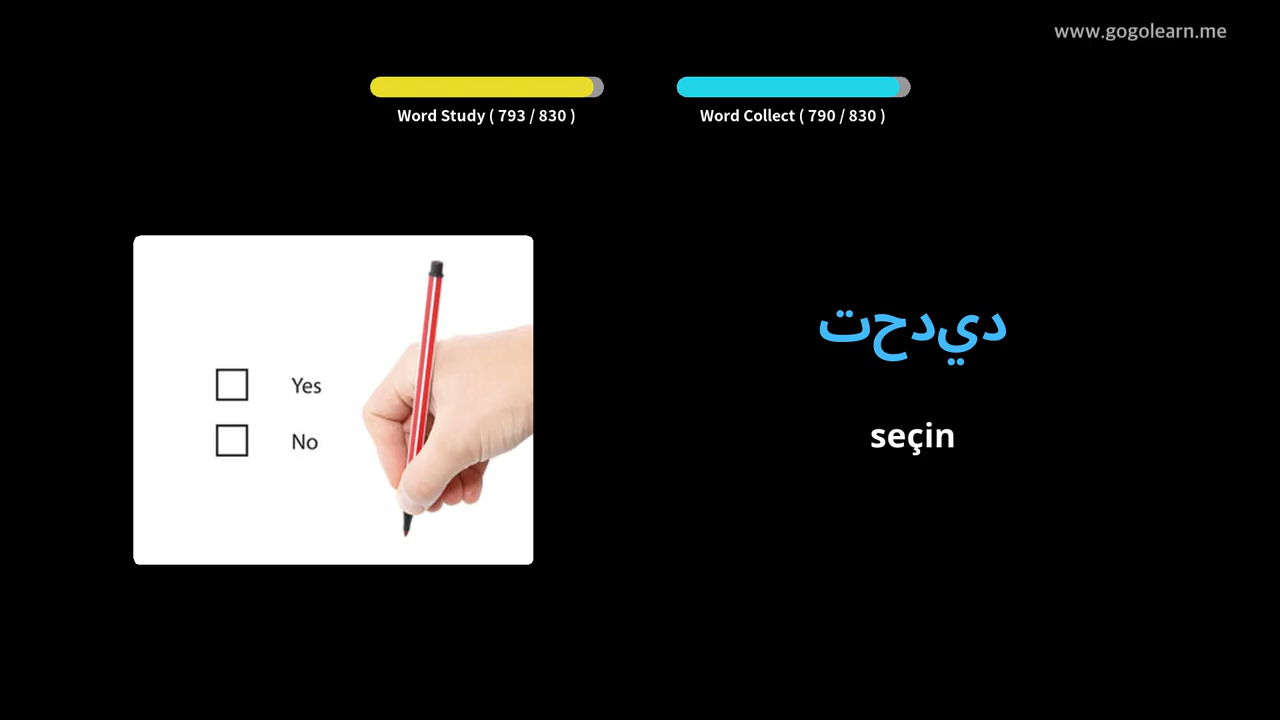 www.gogolearn.me
Word Study ( 793 / 830 )
Word Collect ( 790 / 830 )
Yes
No
تحديد
seçin